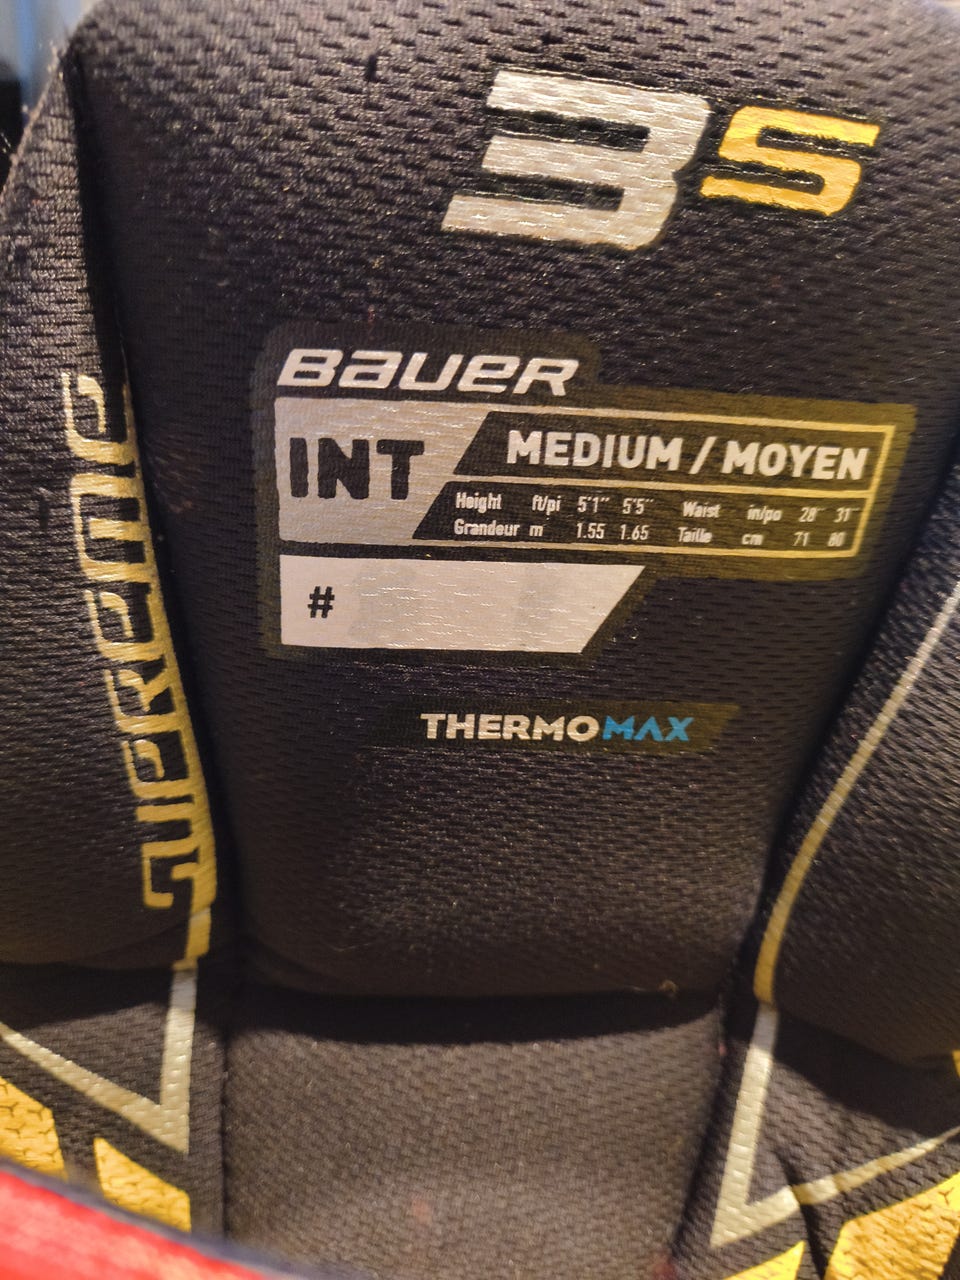 3S
BAUER
INT
MEDIUM / MOYEN
Height ft/pi 5'1" 5'5" Waist in/po 28" 31"
Grandeur m 1.55 1.65 Taille cm 71 80
#
THERMOMAX
SUPREME